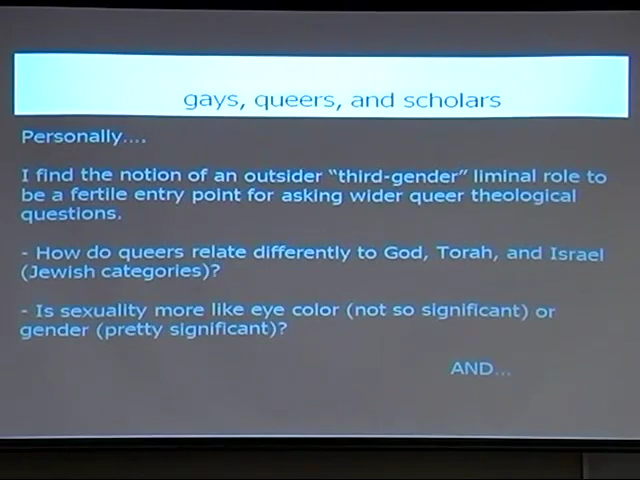 gays, queers, and scholars
Personally....
I find the notion of an outsider “third-gender” liminal role to
be a fertile entry point for asking wider queer theological
questions.
- How do queers relate differently to God, Torah, and Israel
(Jewish categories)?
- Is sexuality more like eye color (not so significant) or
gender (pretty significant)?
AND...